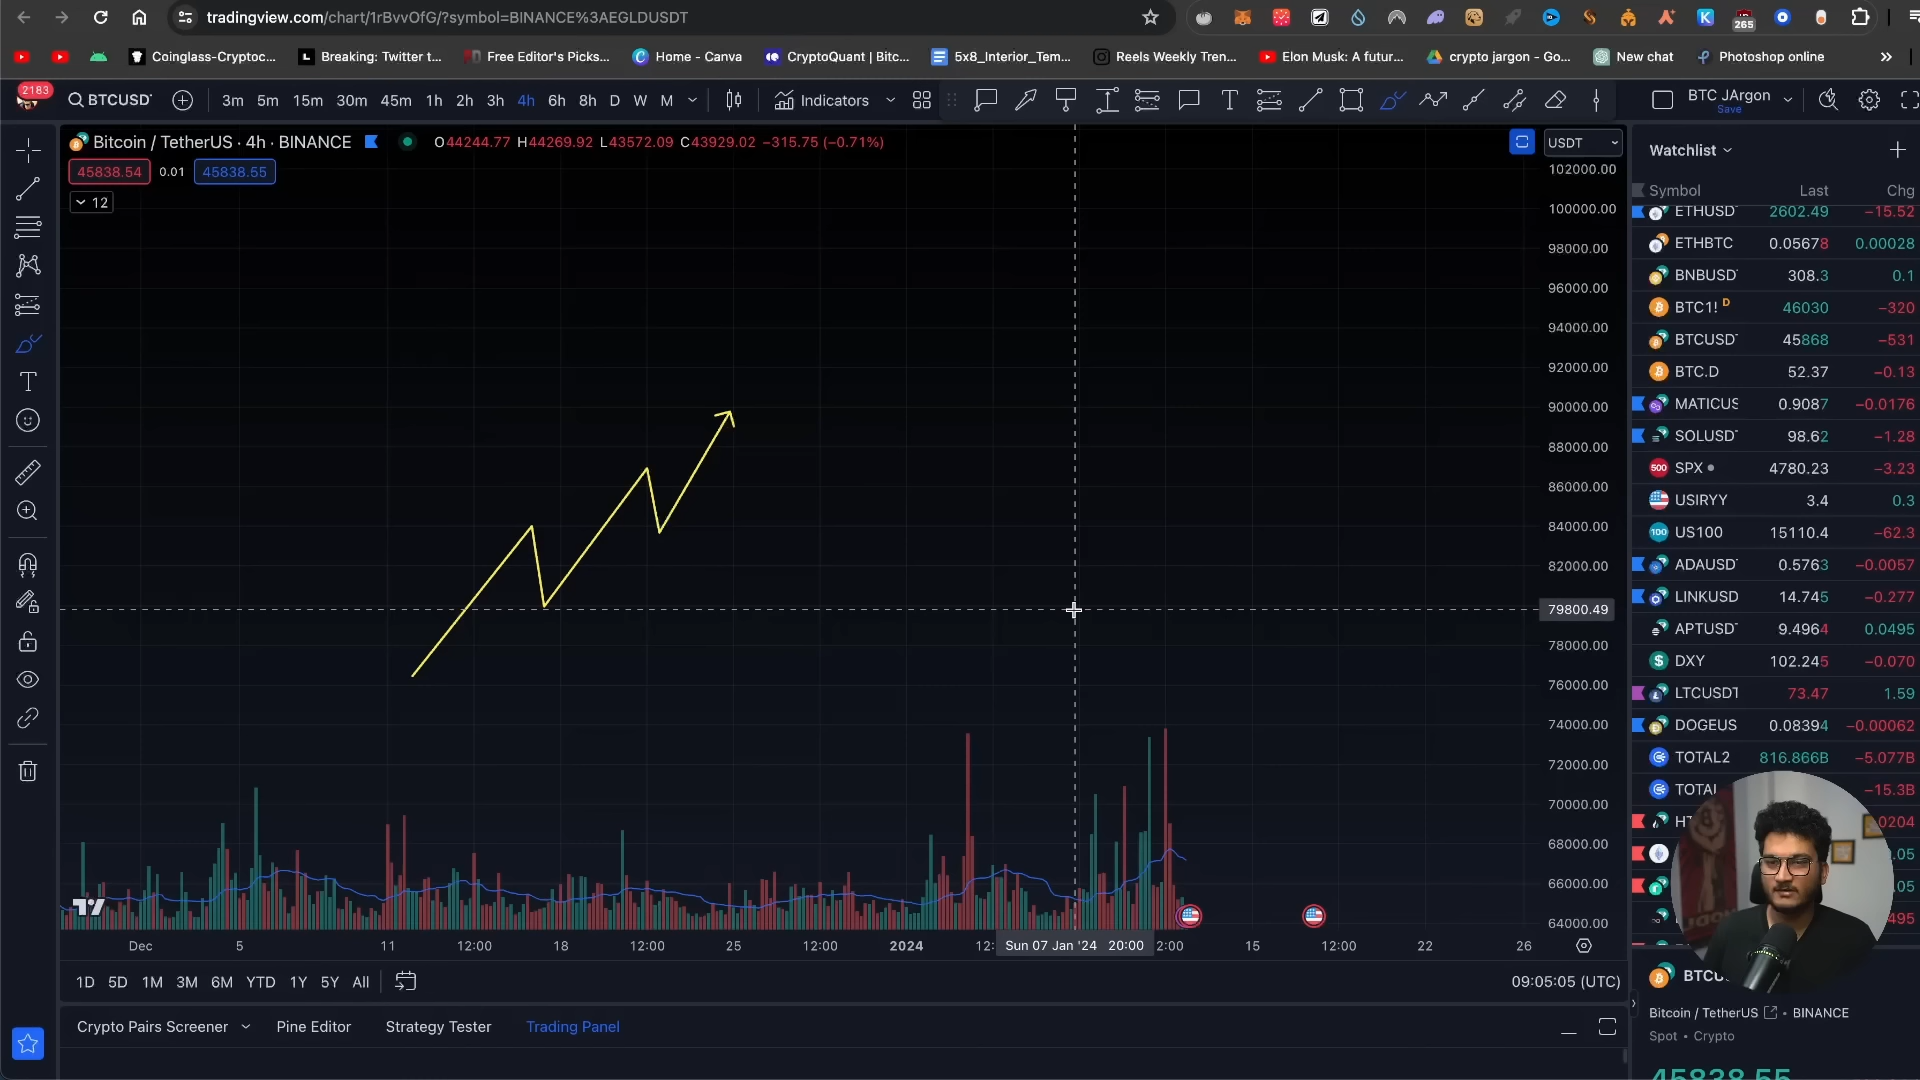 tradingview.com/chart/1rBvvOfG/?symbol=BINANCE%3AEGLDUSDT
265
Coinglass-Cryptoc...
Breaking: Twitter t...
Free Editor's Picks...
Home - Canva
CryptoQuant | Bitc...
5x8_Interior_Tem...
Reels Weekly Tren...
Elon Musk: A futur...
crypto jargon - Go...
New chat
Photoshop online
2183
BTCUSD
3m 5m 15m 30m 45m 1h 2h 3h 4h 6h 8h D W M
Indicators
BTC JArgon
Save
Bitcoin / TetherUS · 4h · BINANCE
O44244.77 H44269.92 L43572.09 C43929.02 −315.75 (−0.71%)
USDT
45838.54 0.01 45838.55
12
102000.00
100000.00
98000.00
96000.00
94000.00
92000.00
90000.00
88000.00
86000.00
84000.00
82000.00
79800.49
78000.00
76000.00
74000.00
72000.00
70000.00
68000.00
66000.00
64000.00
Dec 5 11 12:00 18 12:00 25 12:00 2024 12: Sun 07 Jan '24 20:00 2:00 15 12:00 22 26
1D 5D 1M 3M 6M YTD 1Y 5Y All
09:05:05 (UTC)
Crypto Pairs Screener
Pine Editor
Strategy Tester
Trading Panel
Watchlist
Symbol Last Chg
ETHUSD 2602.49 −15.52
ETHBTC 0.05678 0.00028
BNBUSD 308.3 0.1
BTC1! D 46030 −320
BTCUSD 45868 −531
BTC.D 52.37 −0.13
MATICUS 0.9087 −0.0176
SOLUSD 98.62 −1.28
500 SPX 4780.23 −3.23
USIRYY 3.4 0.3
100 US100 15110.4 −62.3
ADAUSD 0.5763 −0.0057
LINKUSD 14.745 −0.277
APTUSD 9.4964 0.0495
DXY 102.245 −0.070
LTCUSDT 73.47 1.59
DOGEUS 0.08394 −0.00062
TOTAL2 816.866B −5.077B
TOTAL −15.3B
HT 0204
.05
.05
495
BTCU
Bitcoin / TetherUS • BINANCE
Spot • Crypto
45838.55